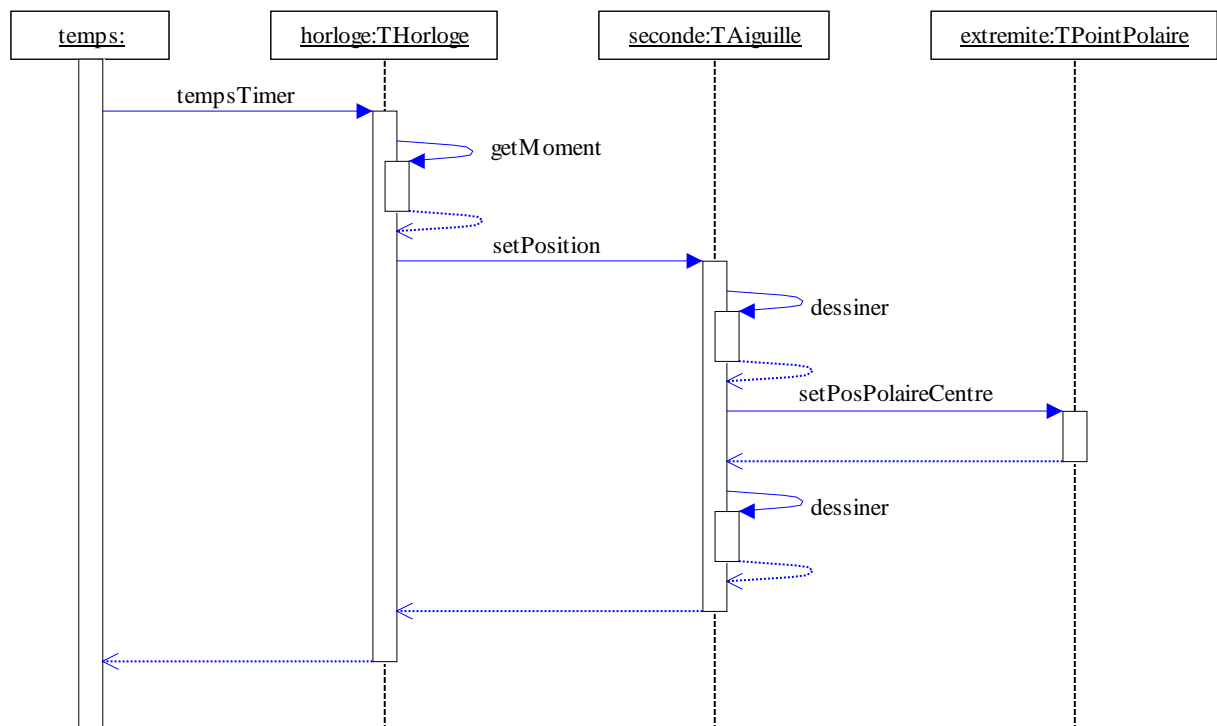 temps:
horloge:THorloge
seconde:TAiguille
extremite:TPointPolaire
tempsTimer
getMoment
setPosition
dessiner
setPosPolaireCentre
dessiner